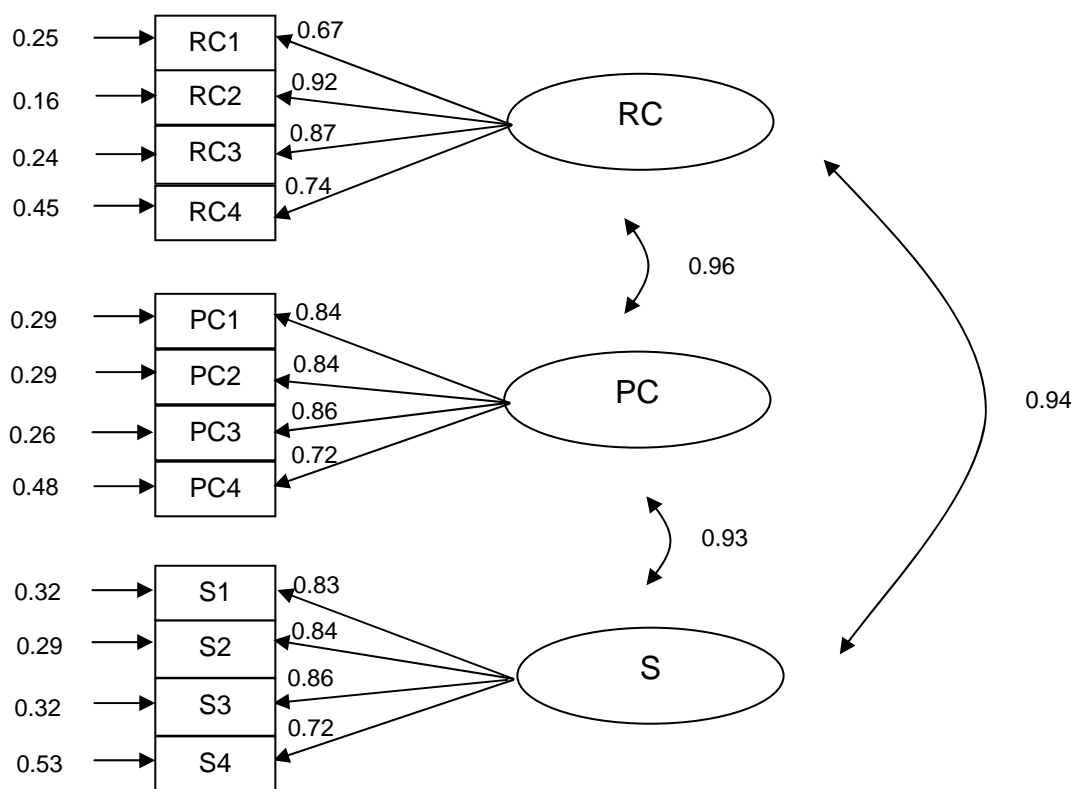 0.25 RC1 0.67
0.16 RC2 0.92
0.24 RC3 0.87
0.45 RC4 0.74
RC
0.96
0.29 PC1 0.84
0.29 PC2 0.84
0.26 PC3 0.86
0.48 PC4 0.72
PC
0.94
0.93
0.32 S1 0.83
0.29 S2 0.84
0.32 S3 0.86
0.53 S4 0.72
S